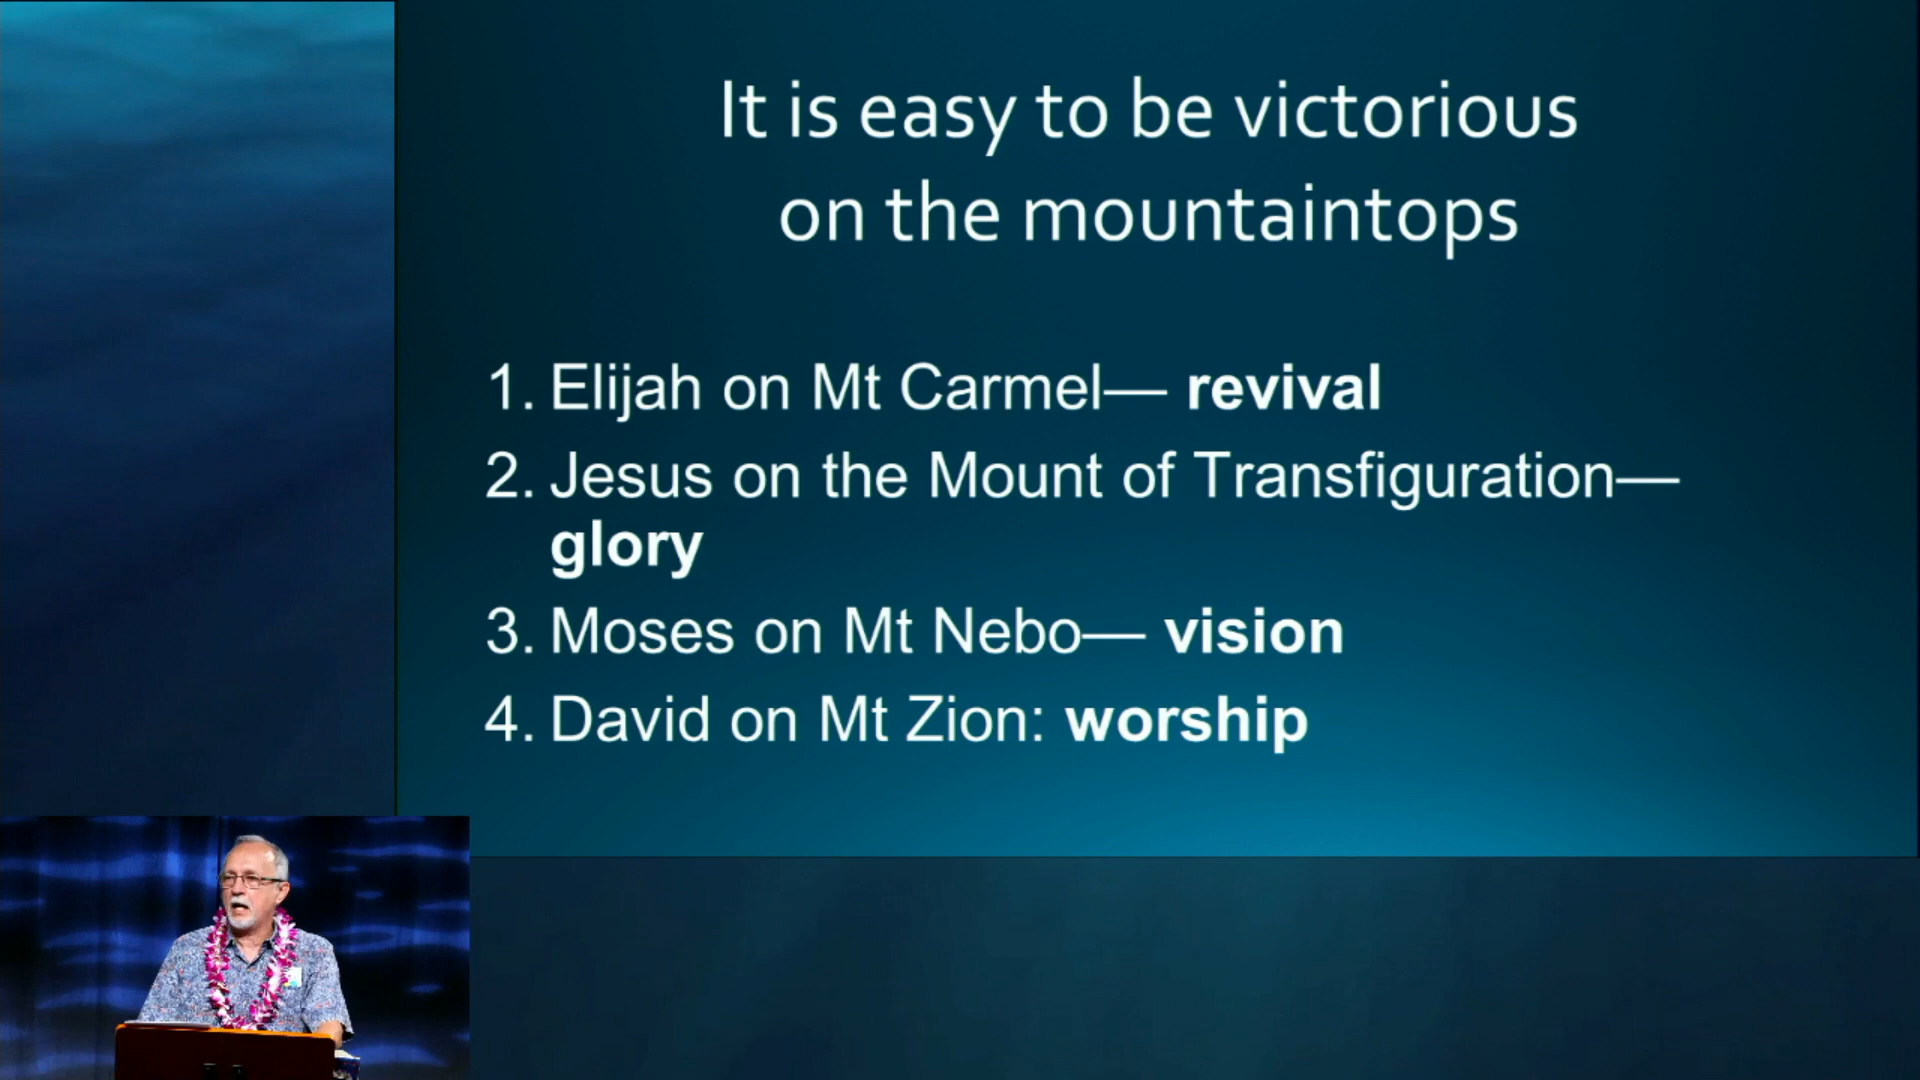 It is easy to be victorious
on the mountaintops
1. Elijah on Mt Carmel— revival
2. Jesus on the Mount of Transfiguration—
glory
3. Moses on Mt Nebo— vision
4. David on Mt Zion: worship